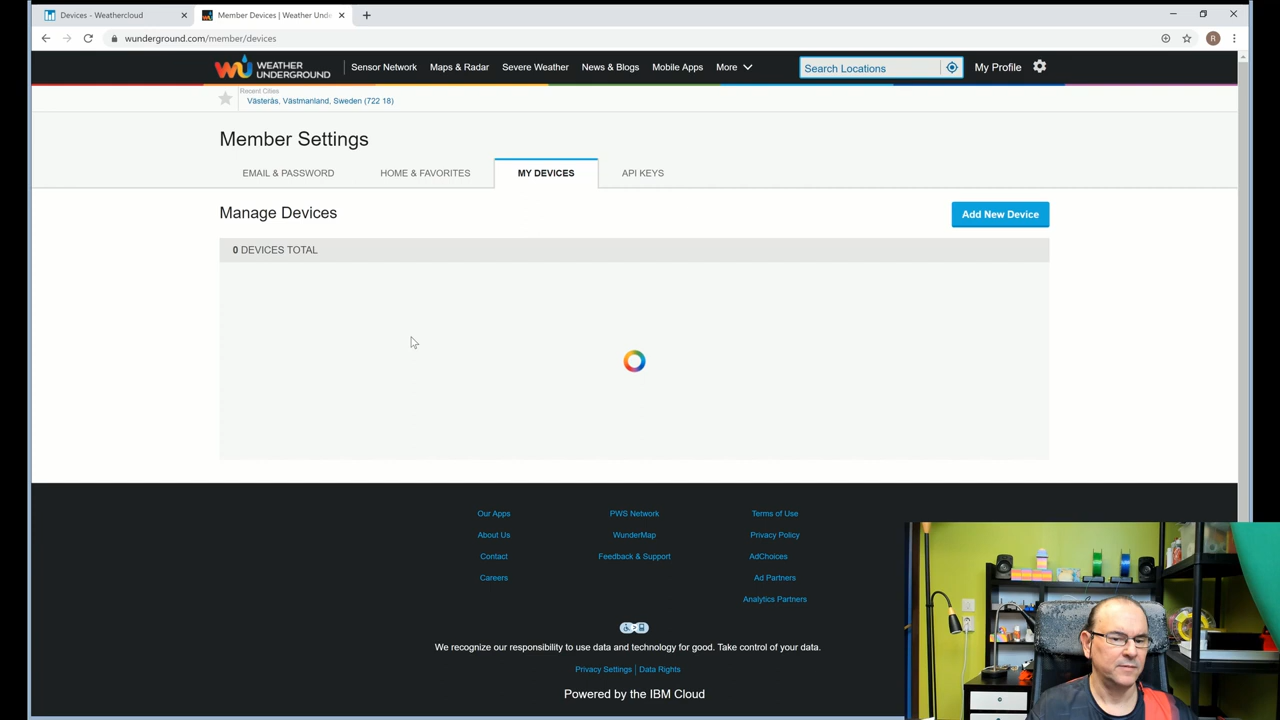 Devices - Weathercloud
Member Devices | Weather Und
wunderground.com/member/devices
R
WEATHER
UNDERGROUND
Sensor Network
Maps & Radar
Severe Weather
News & Blogs
Mobile Apps
More
Search Locations
My Profile
Recent Cities
Västerås, Västmanland, Sweden (722 18)
Member Settings
EMAIL & PASSWORD
HOME & FAVORITES
MY DEVICES
API KEYS
Manage Devices
Add New Device
0 DEVICES TOTAL
Our Apps
PWS Network
Terms of Use
About Us
WunderMap
Privacy Policy
Contact
Feedback & Support
AdChoices
Careers
Ad Partners
Analytics Partners
We recognize our responsibility to use data and technology for good. Take control of your data.
Privacy Settings | Data Rights
Powered by the IBM Cloud